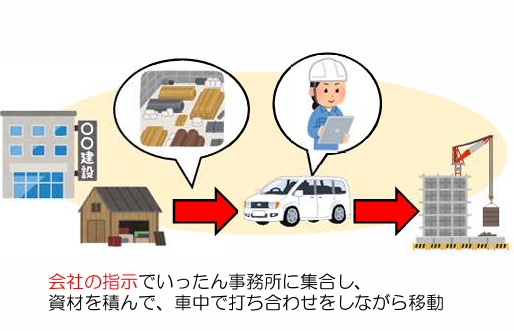 〇〇建設
会社の指示でいったん事務所に集合し、
資材を積んで、車中で打ち合わせをしながら移動